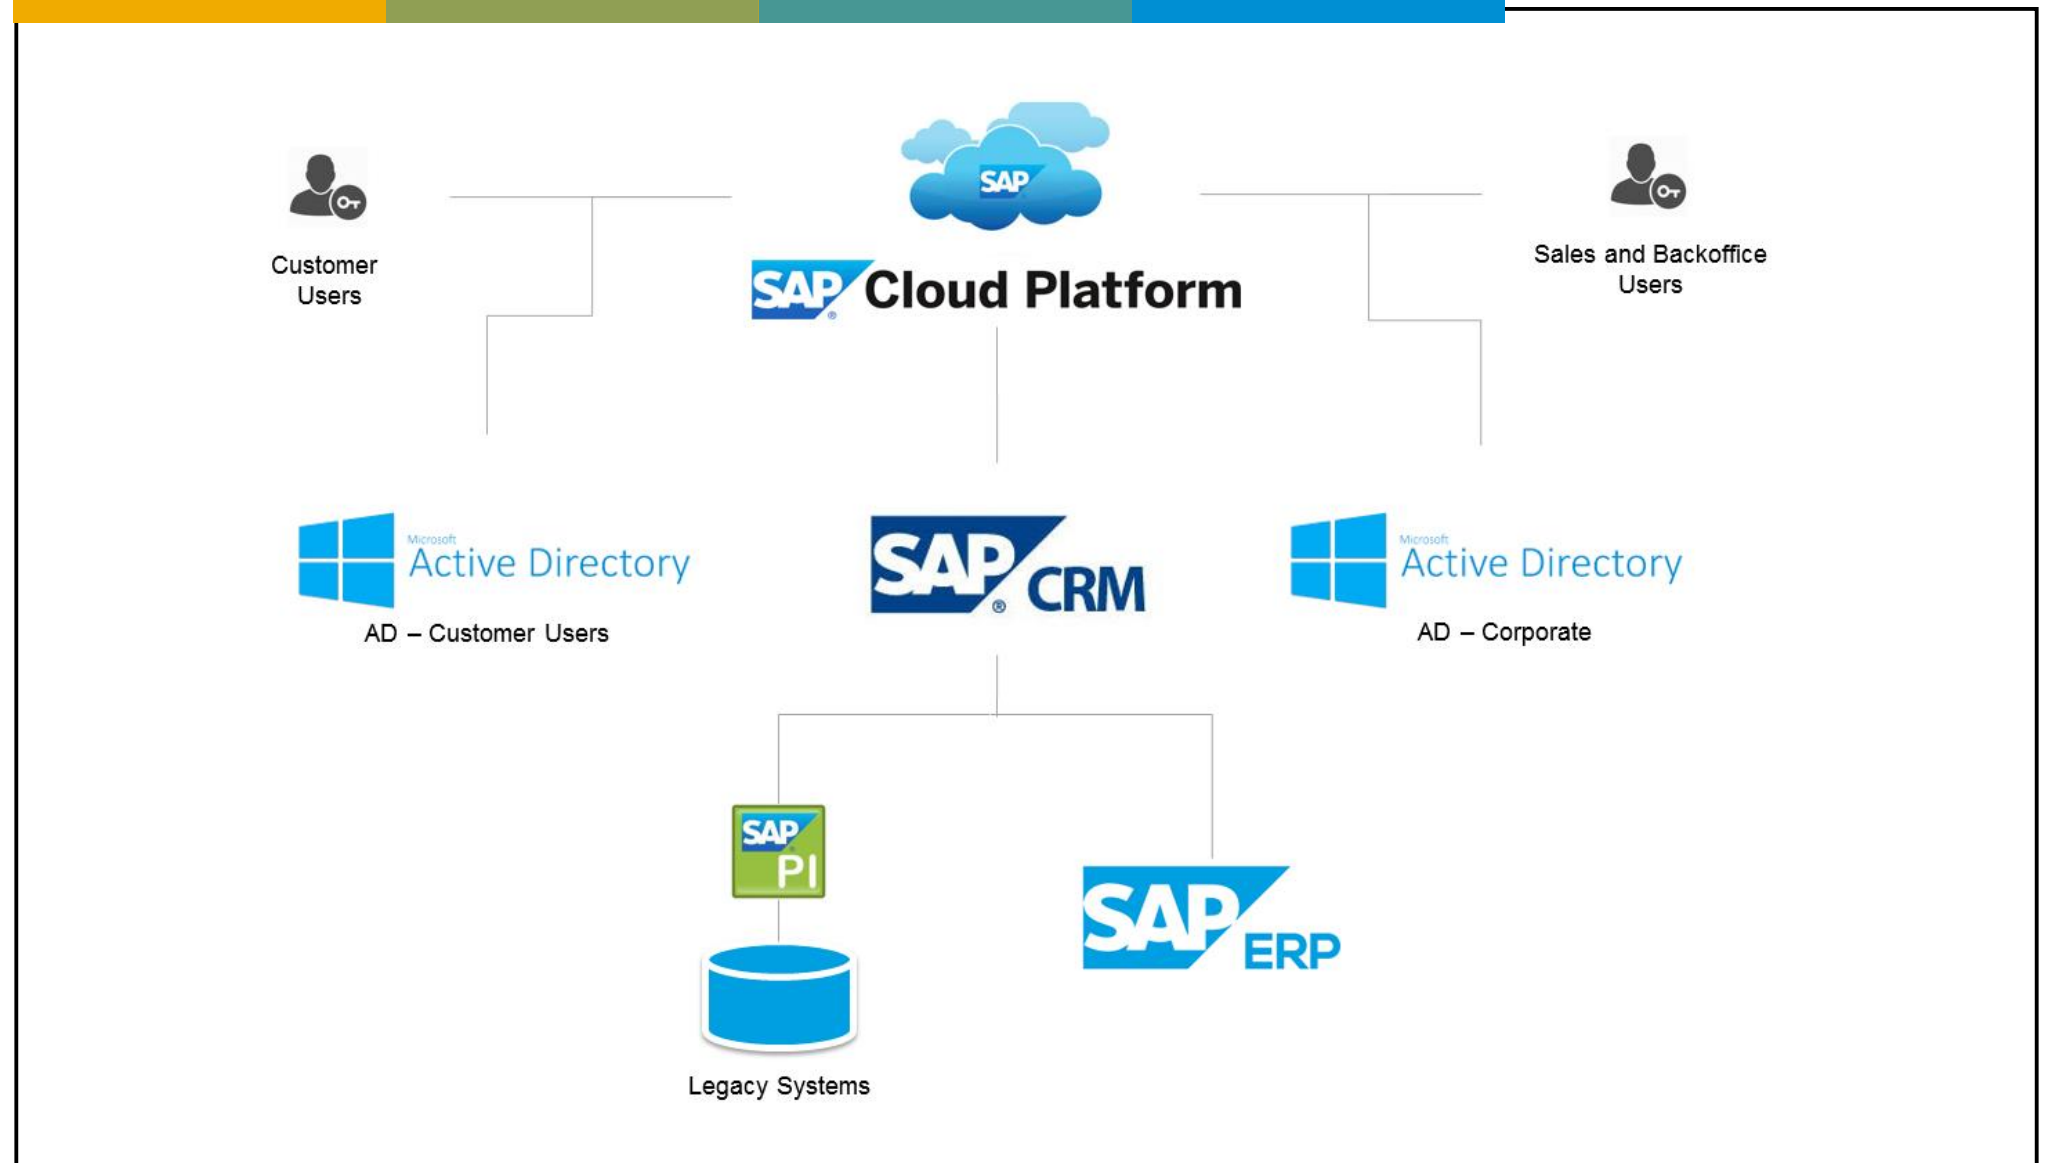 SAP
Customer
Users
Sales and Backoffice
Users
SAP® Cloud Platform
Microsoft
Active Directory
AD – Customer Users
SAP® CRM
Microsoft
Active Directory
AD – Corporate
SAP
PI
SAP ERP
Legacy Systems